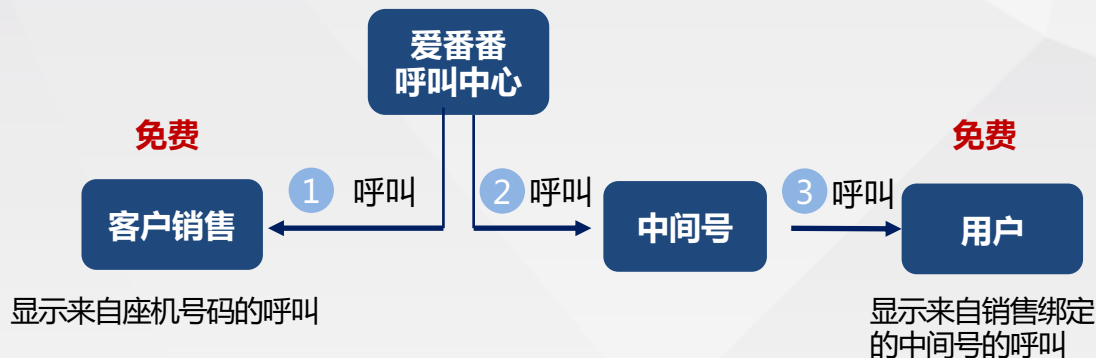 爱番番
呼叫中心
免费
免费
1 呼叫
2 呼叫
3 呼叫
客户销售
中间号
用户
显示来自座机号码的呼叫
显示来自销售绑定
的中间号的呼叫